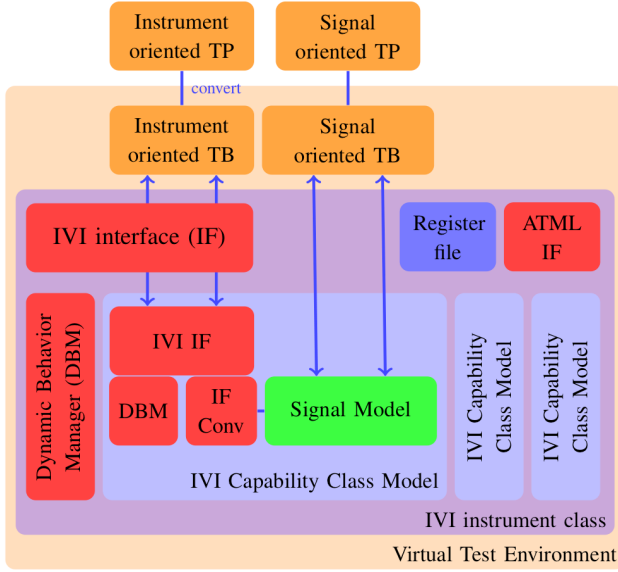 Instrument
oriented TP
Signal
oriented TP
convert
Instrument
oriented TB
Signal
oriented TB
IVI interface (IF)
Register
file
ATML
IF
Dynamic Behavior
Manager (DBM)
IVI IF
DBM
IF
Conv
Signal Model
IVI Capability Class Model
IVI Capability
Class Model
IVI Capability
Class Model
IVI instrument class
Virtual Test Environment